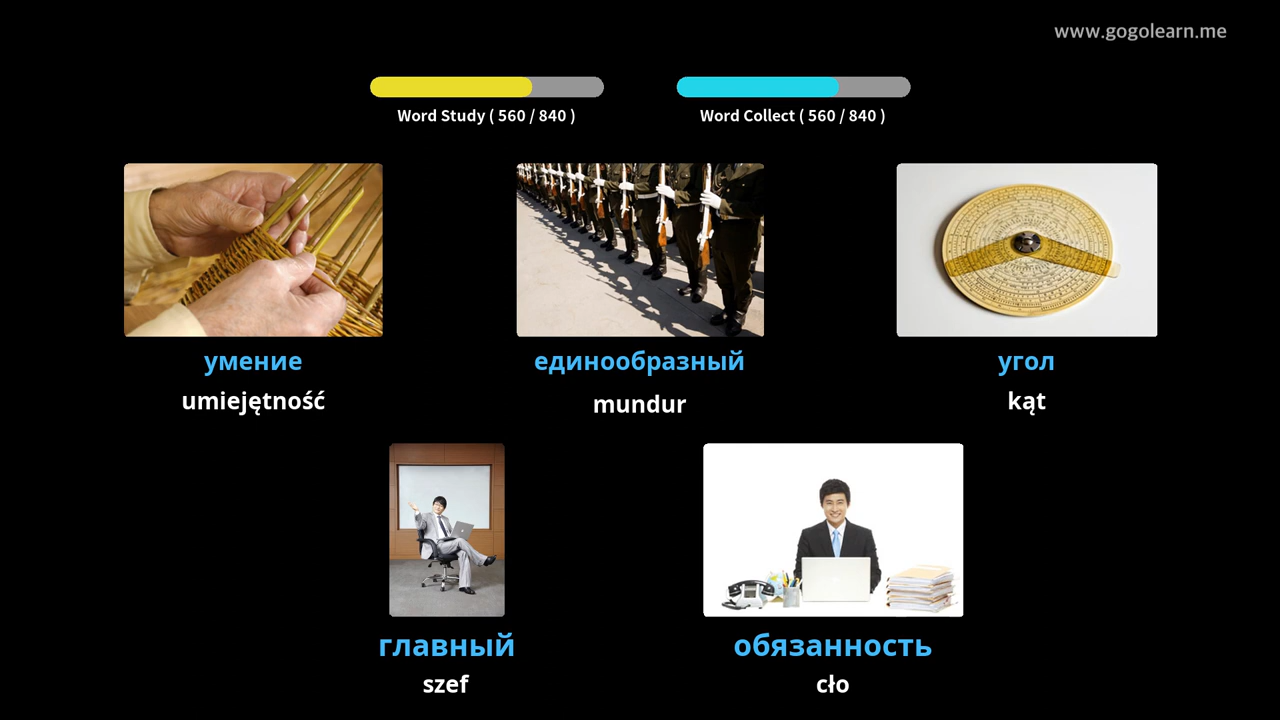 www.gogolearn.me
Word Study ( 560 / 840 )
Word Collect ( 560 / 840 )
умение
umiejętność
единообразный
mundur
угол
kąt
главный
szef
обязанность
cło